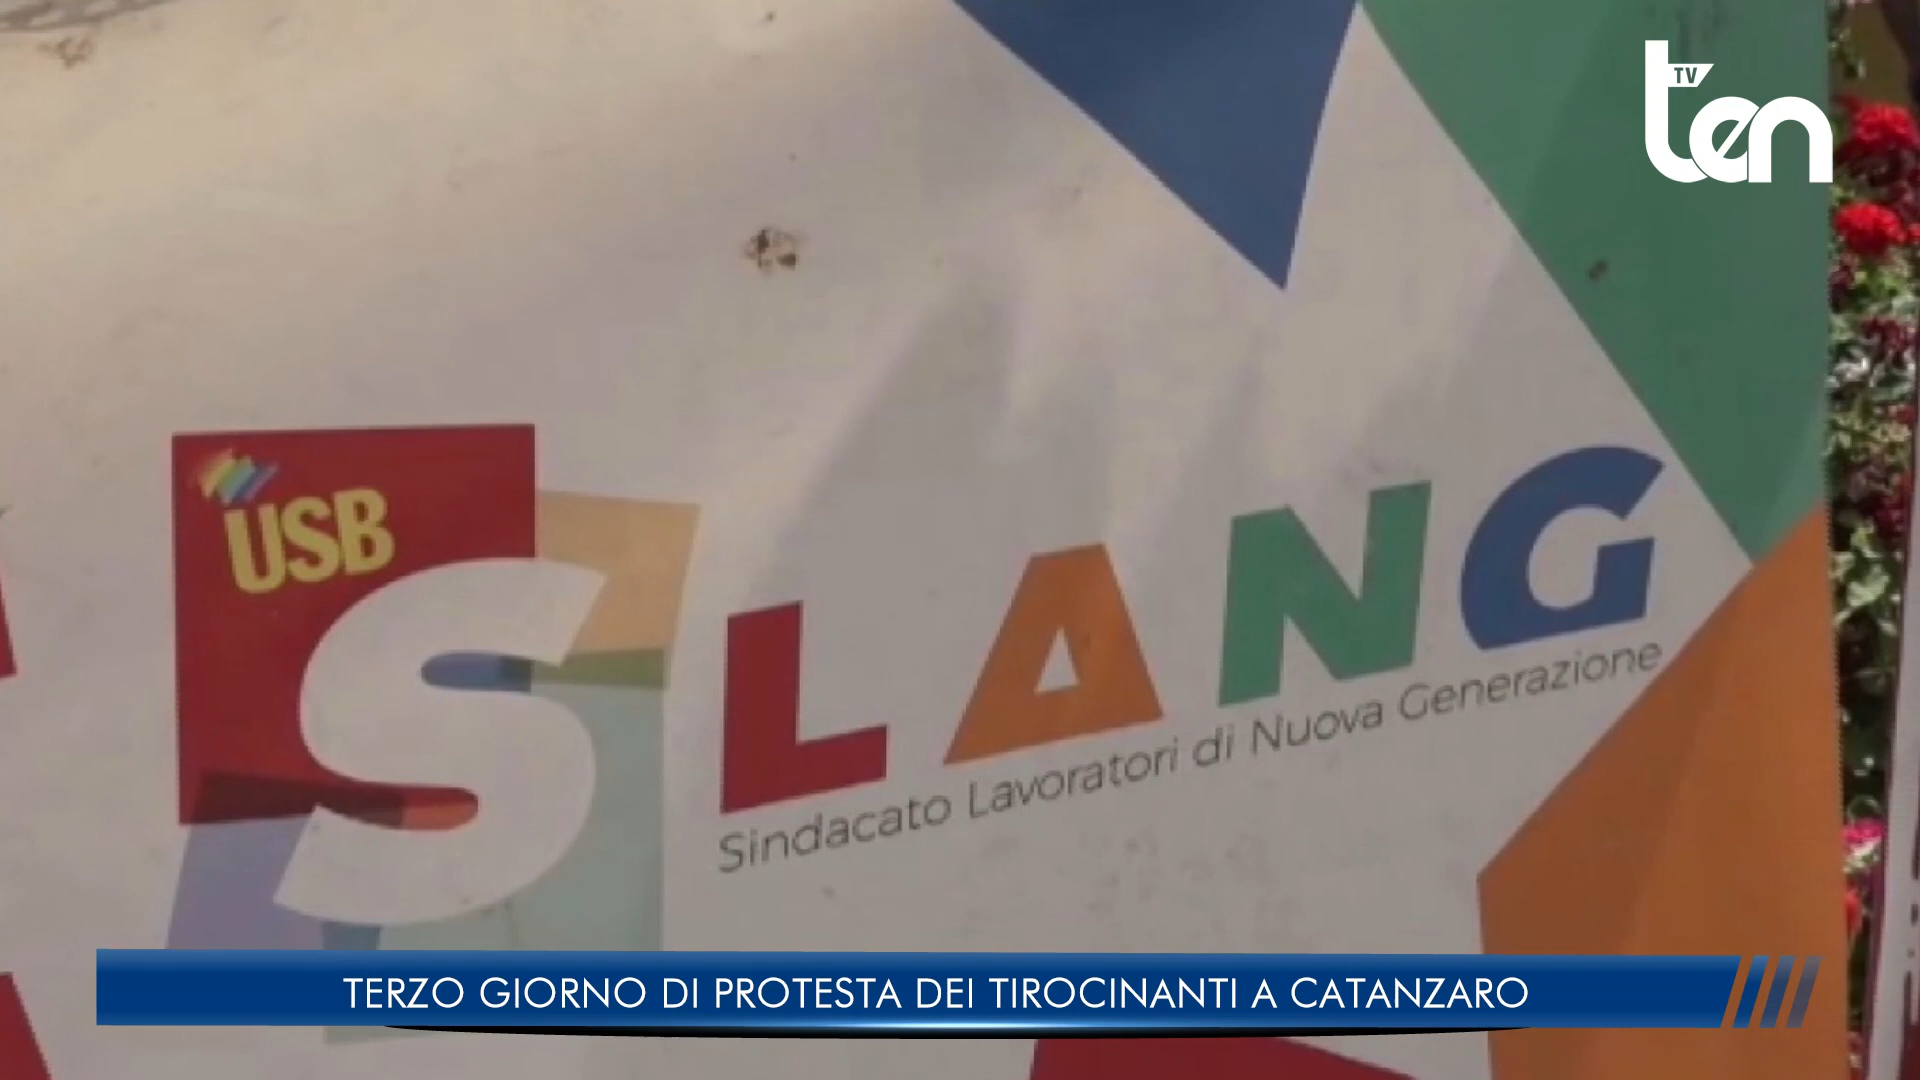 TV
ten
USB
SLANG
Sindacato Lavoratori di Nuova Generazione
TERZO GIORNO DI PROTESTA DEI TIROCINANTI A CATANZARO